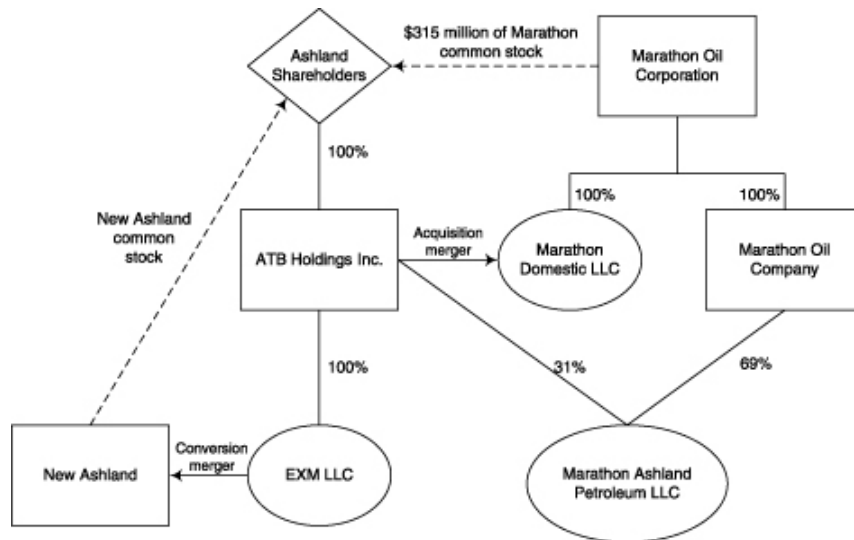 $315 million of Marathon
common stock
Ashland
Shareholders
Marathon Oil
Corporation
100%
100%
100%
New Ashland
common
stock
ATB Holdings Inc.
Acquisition
merger
Marathon
Domestic LLC
Marathon Oil
Company
100%
31%
69%
New Ashland
Conversion
merger
EXM LLC
Marathon Ashland
Petroleum LLC